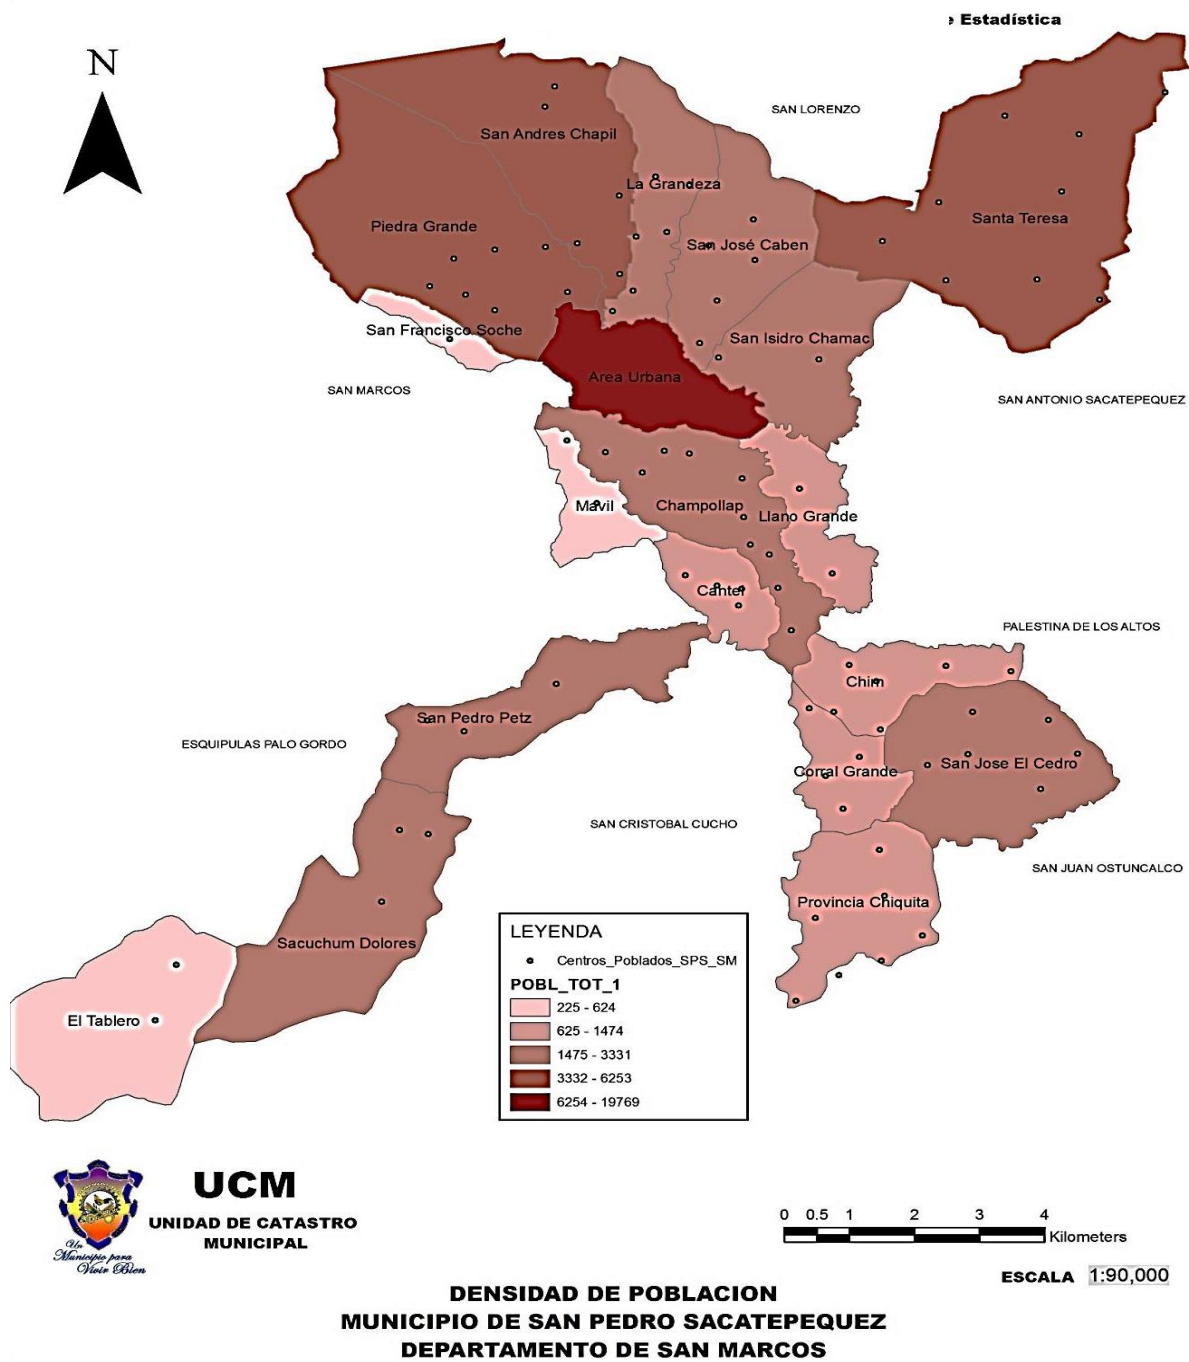 Estadística
N
SAN LORENZO
San Andres Chapil
La Grandeza
Santa Teresa
Piedra Grande
San José Caben
San Francisco Soche
San Isidro Chamac
Area Urbana
SAN MARCOS
SAN ANTONIO SACATEPEQUEZ
Mavil
Champollap
Llano Grande
Cantel
PALESTINA DE LOS ALTOS
Chim
San Pedro Petz
ESQUIPULAS PALO GORDO
Corral Grande
San Jose El Cedro
SAN CRISTOBAL CUCHO
SAN JUAN OSTUNCALCO
Provincia Chiquita
Sacuchum Dolores
El Tablero
LEYENDA
Centros_Poblados_SPS_SM
POBL_TOT_1
225 - 624
625 - 1474
1475 - 3331
3332 - 6253
6254 - 19769
UCM
UNIDAD DE CATASTRO
MUNICIPAL
Un
Municipio para
Vivir Bien
0 0.5 1 2 3 4
Kilometers
ESCALA 1:90,000
DENSIDAD DE POBLACION
MUNICIPIO DE SAN PEDRO SACATEPEQUEZ
DEPARTAMENTO DE SAN MARCOS